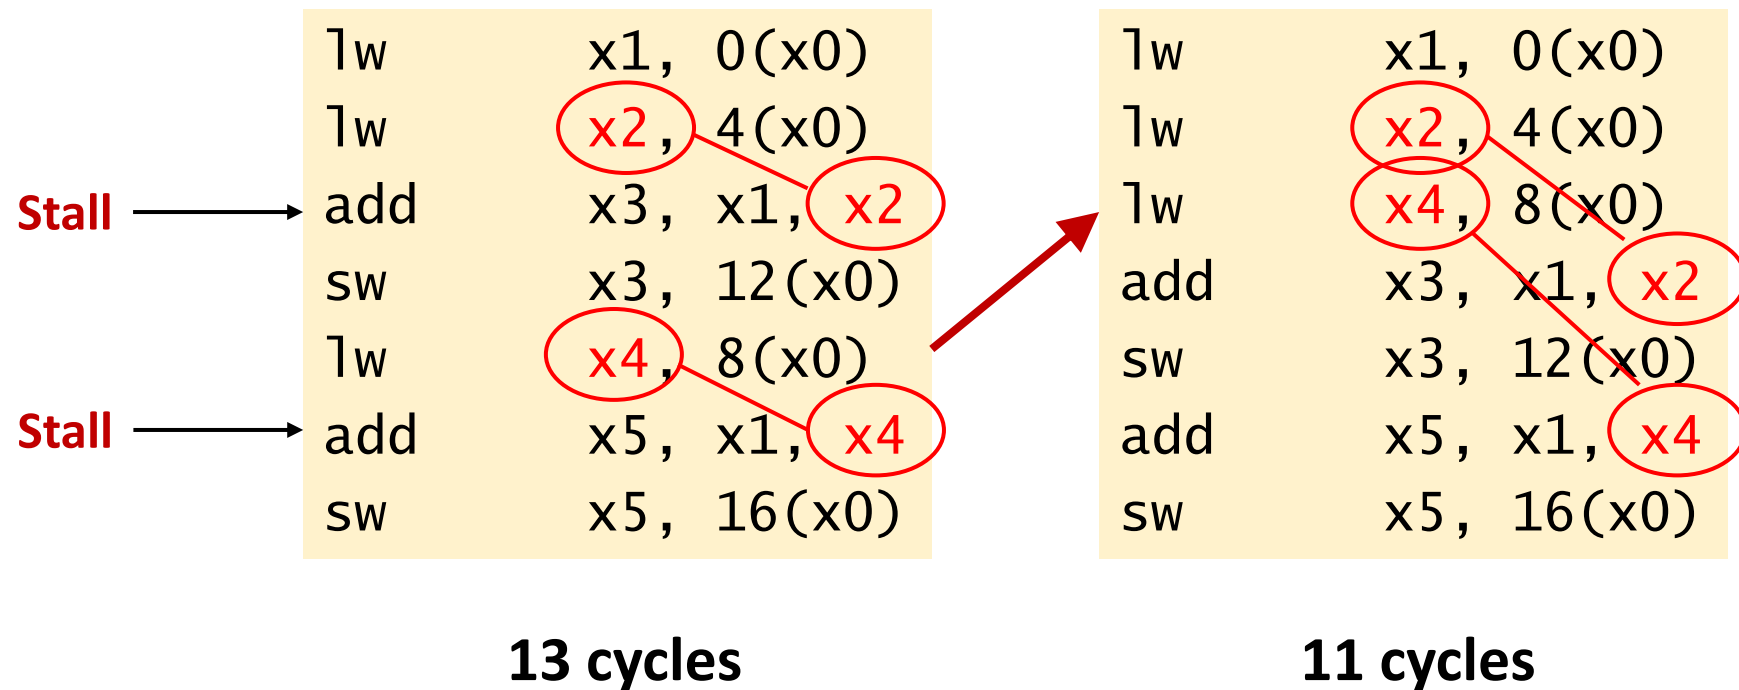 lw x1, 0(x0)
lw x2, 4(x0)
Stall add x3, x1, x2
sw x3, 12(x0)
lw x4, 8(x0)
Stall add x5, x1, x4
sw x5, 16(x0)
13 cycles
lw x1, 0(x0)
lw x2, 4(x0)
lw x4, 8(x0)
add x3, x1, x2
sw x3, 12(x0)
add x5, x1, x4
sw x5, 16(x0)
11 cycles